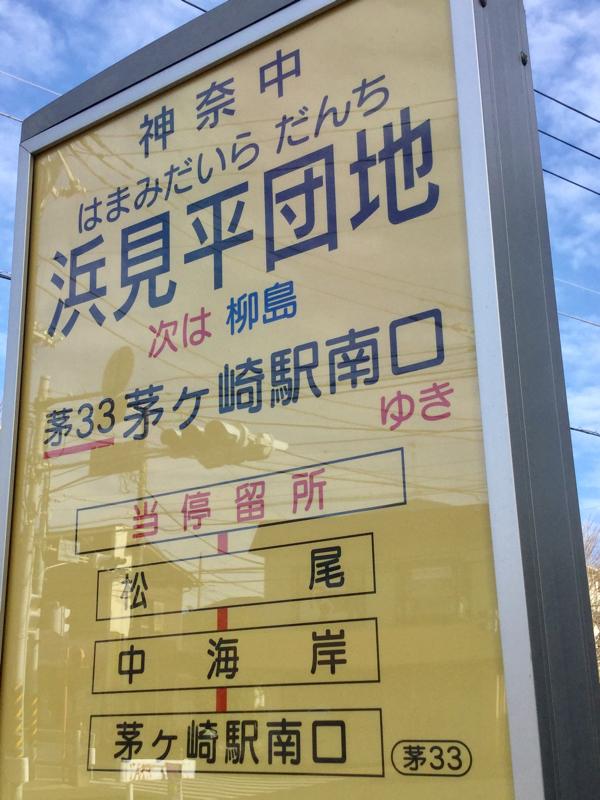 神奈中
はまみだいら だんち
浜見平団地
次は 柳島
茅33 茅ヶ崎駅南口
ゆき
当停留所
松尾
中海岸
茅ヶ崎駅南口 茅33